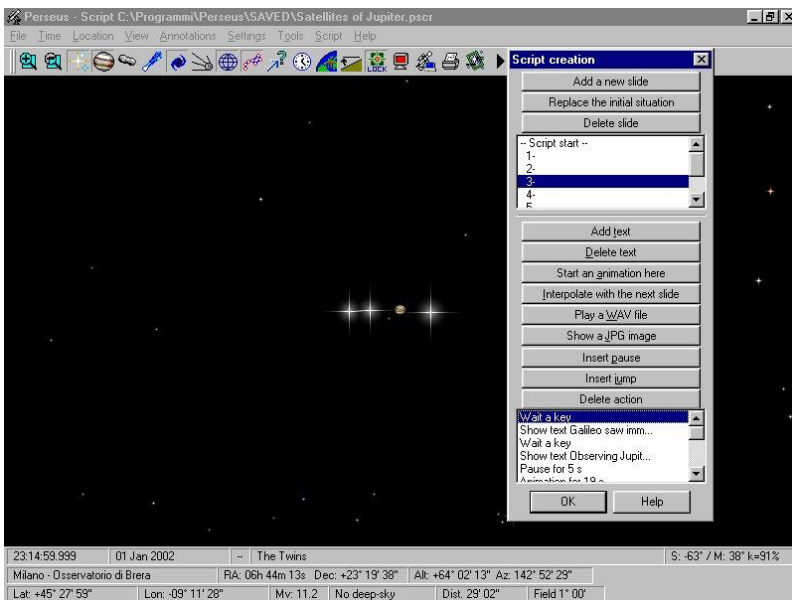 Perseus - Script C:\Programmi\Perseus\SAVED\Satellites of Jupiter.pscr
File Time Location View Annotations Settings Tools Script Help
LOCK
Script creation
Add a new slide
Replace the initial situation
Delete slide
-- Script start --
1-
2-
3-
4-
5
Add text
Delete text
Start an animation here
Interpolate with the next slide
Play a WAV file
Show a JPG image
Insert pause
Insert jump
Delete action
Wait a key
Show text Galileo saw imm...
Wait a key
Show text Observing Jupit...
Pause for 5 s
Animation for 19 s
OK Help
23:14:59.999 01 Jan 2002 -- The Twins S: -63° / M: 38° k=91%
Milano - Osservatorio di Brera RA: 06h 44m 13s Dec: +23° 19' 38" Alt: +64° 02' 13" Az: 142° 52' 29"
Lat: +45° 27' 59" Lon: -09° 11' 28" Mv: 11.2 No deep-sky Dist. 29' 02" Field 1° 00'